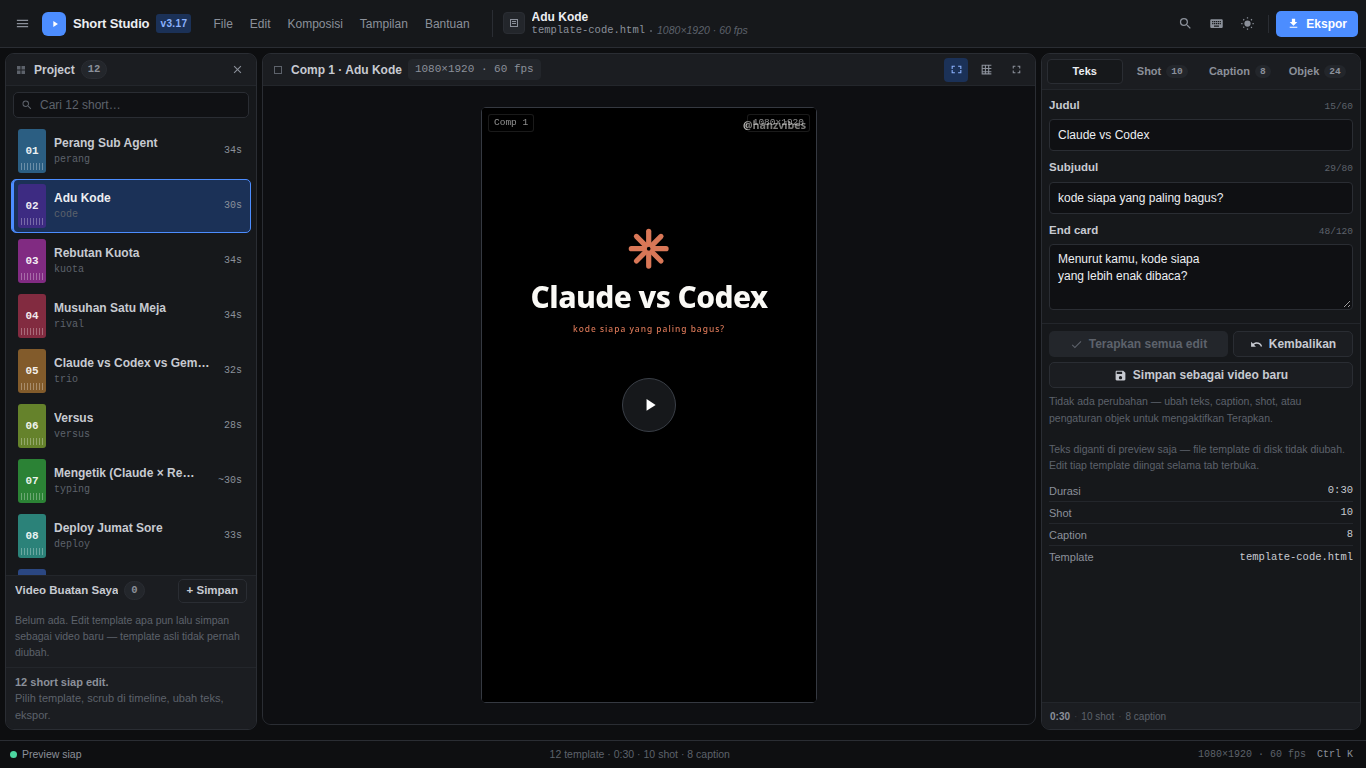 Short Studio v3.17 File Edit Komposisi Tampilan Bantuan
Adu Kode
template-code.html · 1080×1920 · 60 fps
Ekspor
Project 12
Cari 12 short…
01 Perang Sub Agent 34s
perang
02 Adu Kode 30s
code
03 Rebutan Kuota 34s
kuota
04 Musuhan Satu Meja 34s
rival
05 Claude vs Codex vs Gem… 32s
trio
06 Versus 28s
versus
07 Mengetik (Claude × Re… ~30s
typing
08 Deploy Jumat Sore 33s
deploy
Video Buatan Saya 0 + Simpan
Belum ada. Edit template apa pun lalu simpan
sebagai video baru — template asli tidak pernah
diubah.
12 short siap edit.
Pilih template, scrub di timeline, ubah teks,
ekspor.
Comp 1 · Adu Kode 1080×1920 · 60 fps
Comp 1
1080×1920
@hanzvibes
Claude vs Codex
kode siapa yang paling bagus?
Teks Shot 10 Caption 8 Objek 24
Judul 15/60
Claude vs Codex
Subjudul 29/80
kode siapa yang paling bagus?
End card 48/120
Menurut kamu, kode siapa
yang lebih enak dibaca?
Terapkan semua edit Kembalikan
Simpan sebagai video baru
Tidak ada perubahan — ubah teks, caption, shot, atau
pengaturan objek untuk mengaktifkan Terapkan.
Teks diganti di preview saja — file template di disk tidak diubah.
Edit tiap template diingat selama tab terbuka.
Durasi 0:30
Shot 10
Caption 8
Template template-code.html
0:30 · 10 shot · 8 caption
Preview siap
12 template · 0:30 · 10 shot · 8 caption
1080×1920 · 60 fps Ctrl K